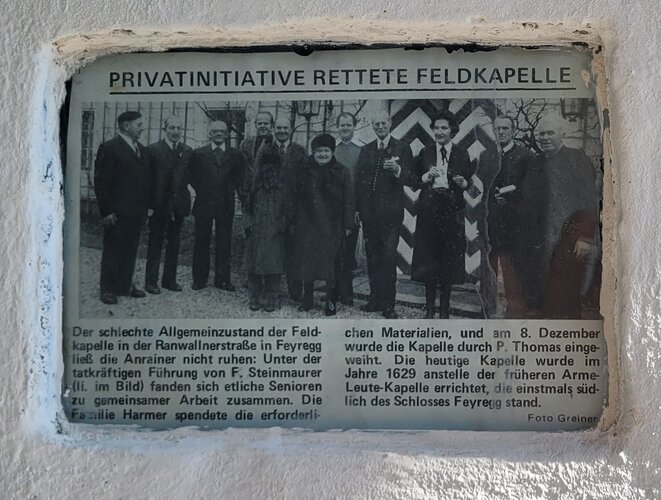 PRIVATINITIATIVE RETTETE FELDKAPELLE
Der schlechte Allgemeinzustand der Feld-
kapelle in der Ranwallnerstraße in Feyregg
ließ die Anrainer nicht ruhen: Unter der
tatkräftigen Führung von F. Steinmaurer
(li. im Bild) fanden sich etliche Senioren
zu gemeinsamer Arbeit zusammen. Die
Familie Harmer spendete die erforderli-
chen Materialien, und am 8. Dezember
wurde die Kapelle durch P. Thomas einge-
weiht. Die heutige Kapelle wurde im
Jahre 1629 anstelle der früheren Arme-
Leute-Kapelle errichtet, die einstmals süd-
lich des Schlosses Feyregg stand.
Foto Greiner